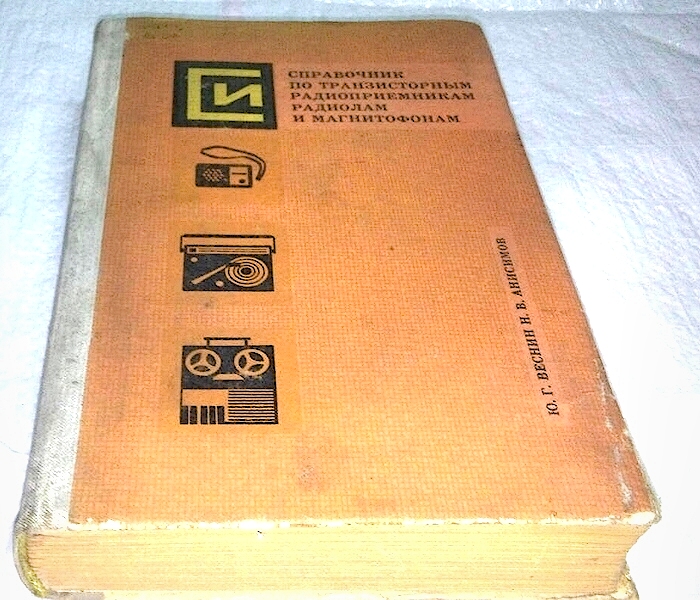 СИ
СПРАВОЧНИК
ПО ТРАНЗИСТОРНЫМ
РАДИОПРИЕМНИКАМ
РАДИОЛАМ
И МАГНИТОФОНАМ
Ю. Г. ВЕСНИН Н. В. АНИСИМОВ